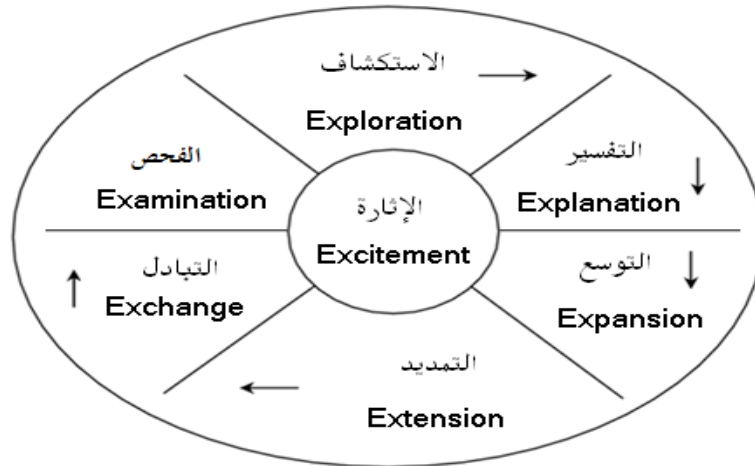 الاستكشاف
Exploration
التفسير
Explanation
التوسع
Expansion
التمديد
Extension
التبادل
Exchange
الفحص
Examination
الإثارة
Excitement